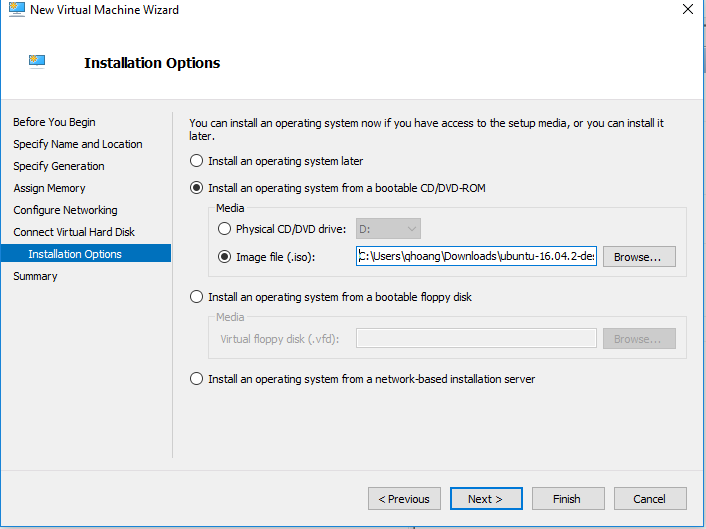 New Virtual Machine Wizard
Installation Options
Before You Begin
Specify Name and Location
Specify Generation
Assign Memory
Configure Networking
Connect Virtual Hard Disk
Installation Options
Summary
You can install an operating system now if you have access to the setup media, or you can install it
later.
Install an operating system later
Install an operating system from a bootable CD/DVD-ROM
Media
Physical CD/DVD drive: D:
Image file (.iso): C:\Users\qhoang\Downloads\ubuntu-16.04.2-des Browse...
Install an operating system from a bootable floppy disk
Media
Virtual floppy disk (.vfd): Browse...
Install an operating system from a network-based installation server
< Previous Next > Finish Cancel